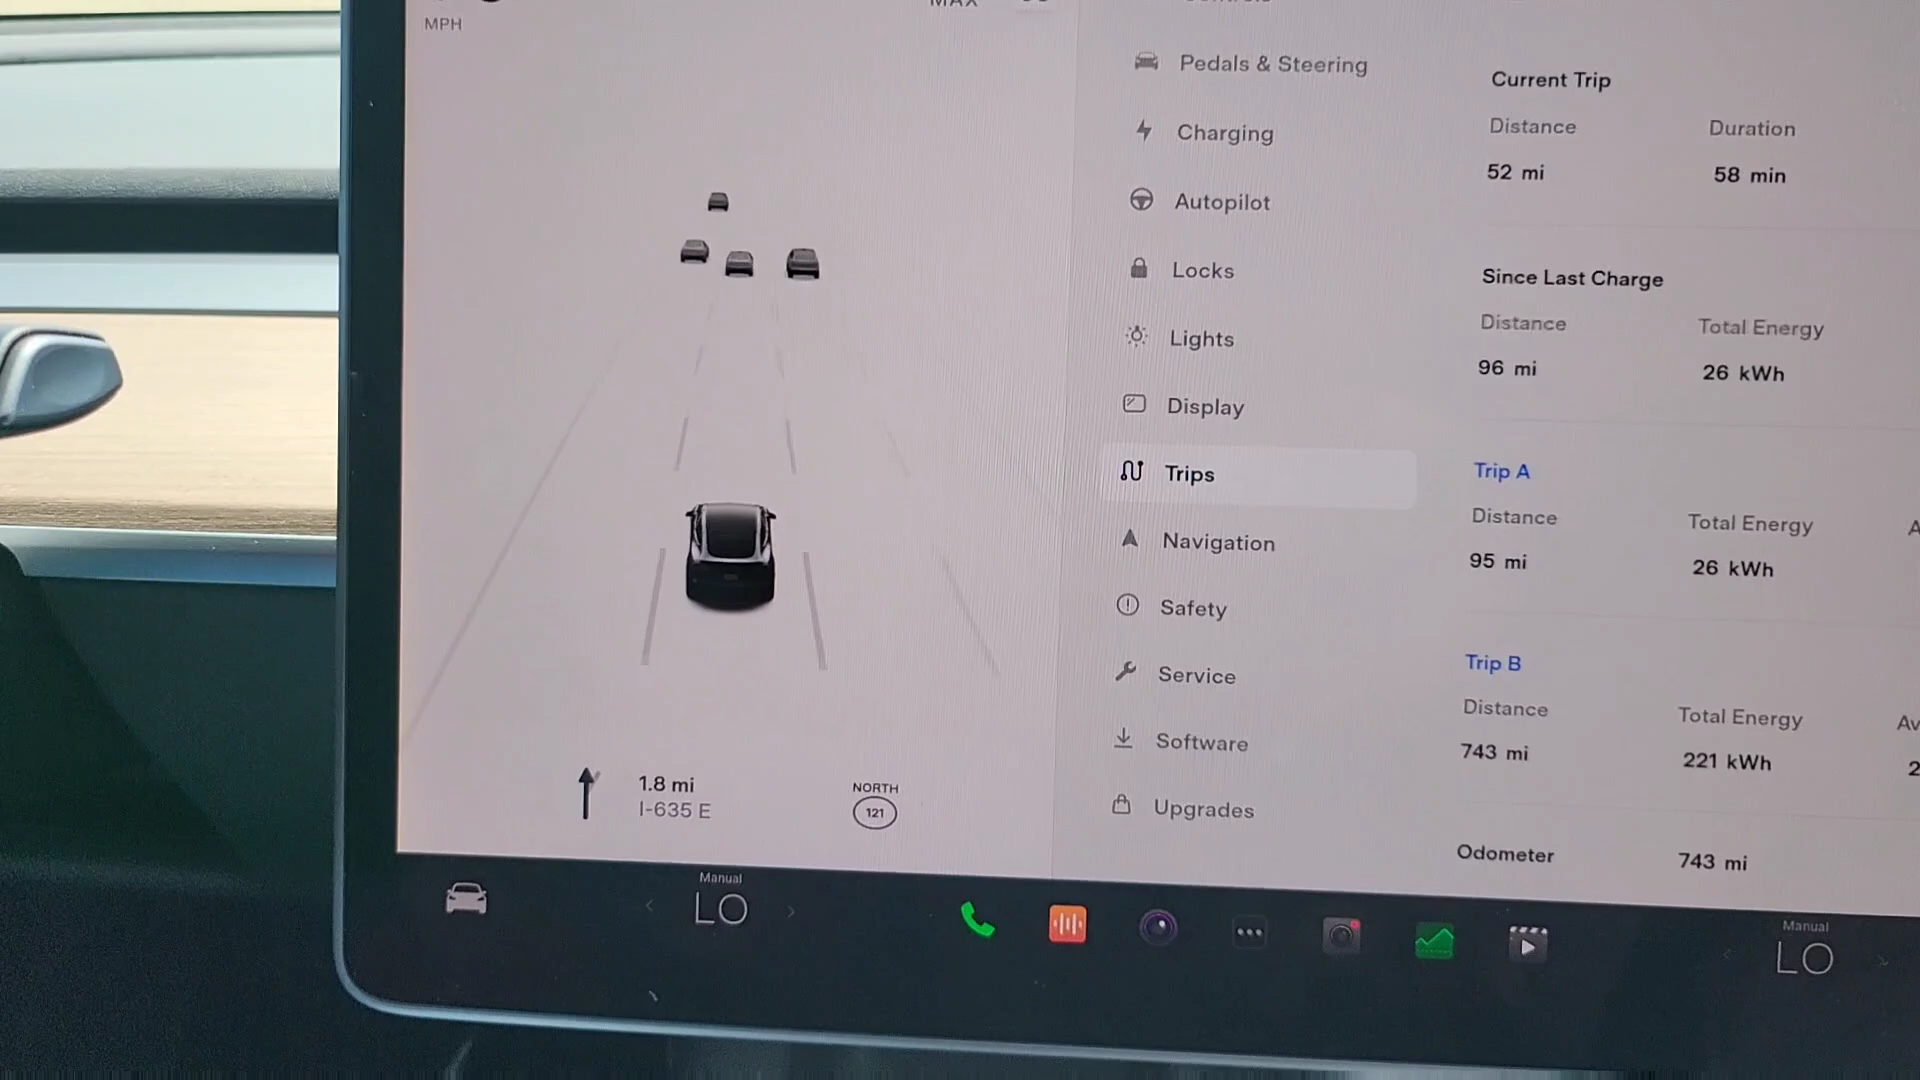 MPH
MAX
Pedals & Steering
Charging
Autopilot
Locks
Lights
Display
Trips
Navigation
Safety
Service
Software
Upgrades
Current Trip
Distance Duration
52 mi 58 min
Since Last Charge
Distance Total Energy
96 mi 26 kWh
Trip A
Distance Total Energy
95 mi 26 kWh
Trip B
Distance Total Energy Av
743 mi 221 kWh 2
Odometer 743 mi
1.8 mi
I-635 E
NORTH
121
Manual
LO
Manual
LO